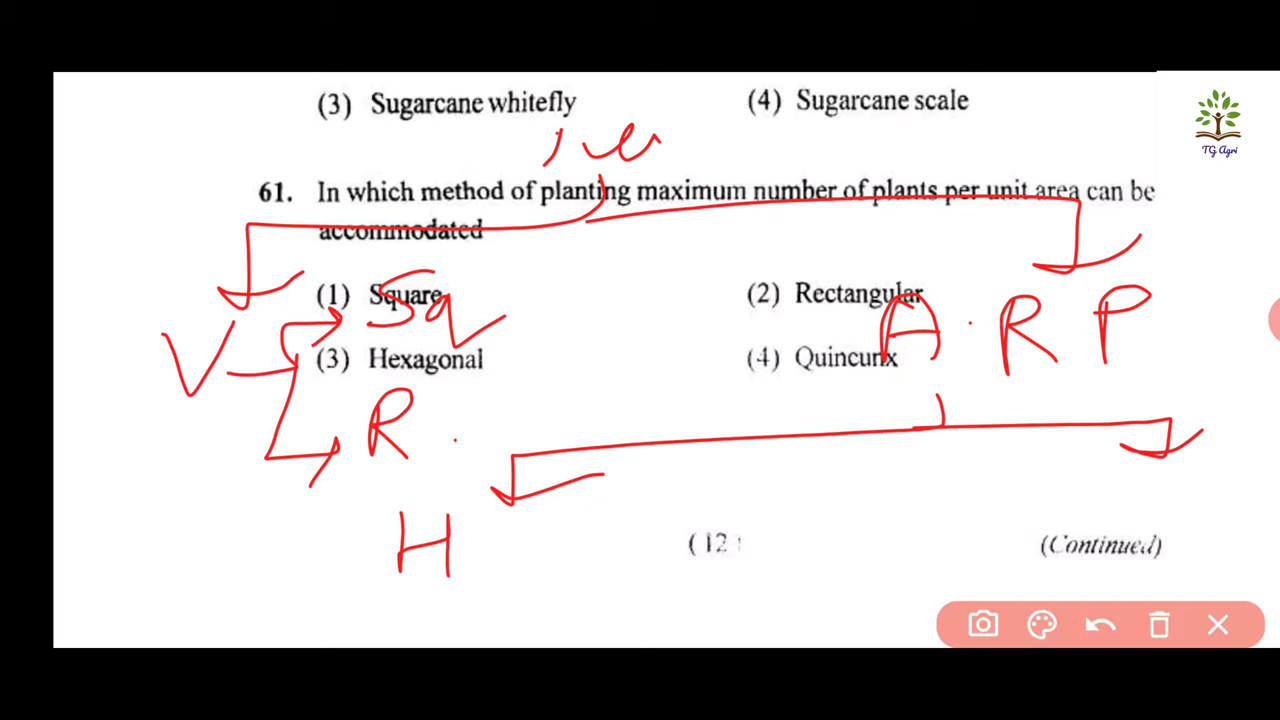 (3) Sugarcane whitefly (4) Sugarcane scale
TG Agri
61. In which method of planting maximum number of plants per unit area can be
accommodated
(1) Square (2) Rectangular
Sq
A. R P
V
(3) Hexagonal (4) Quincunx
R.
H
(12) (Continued)